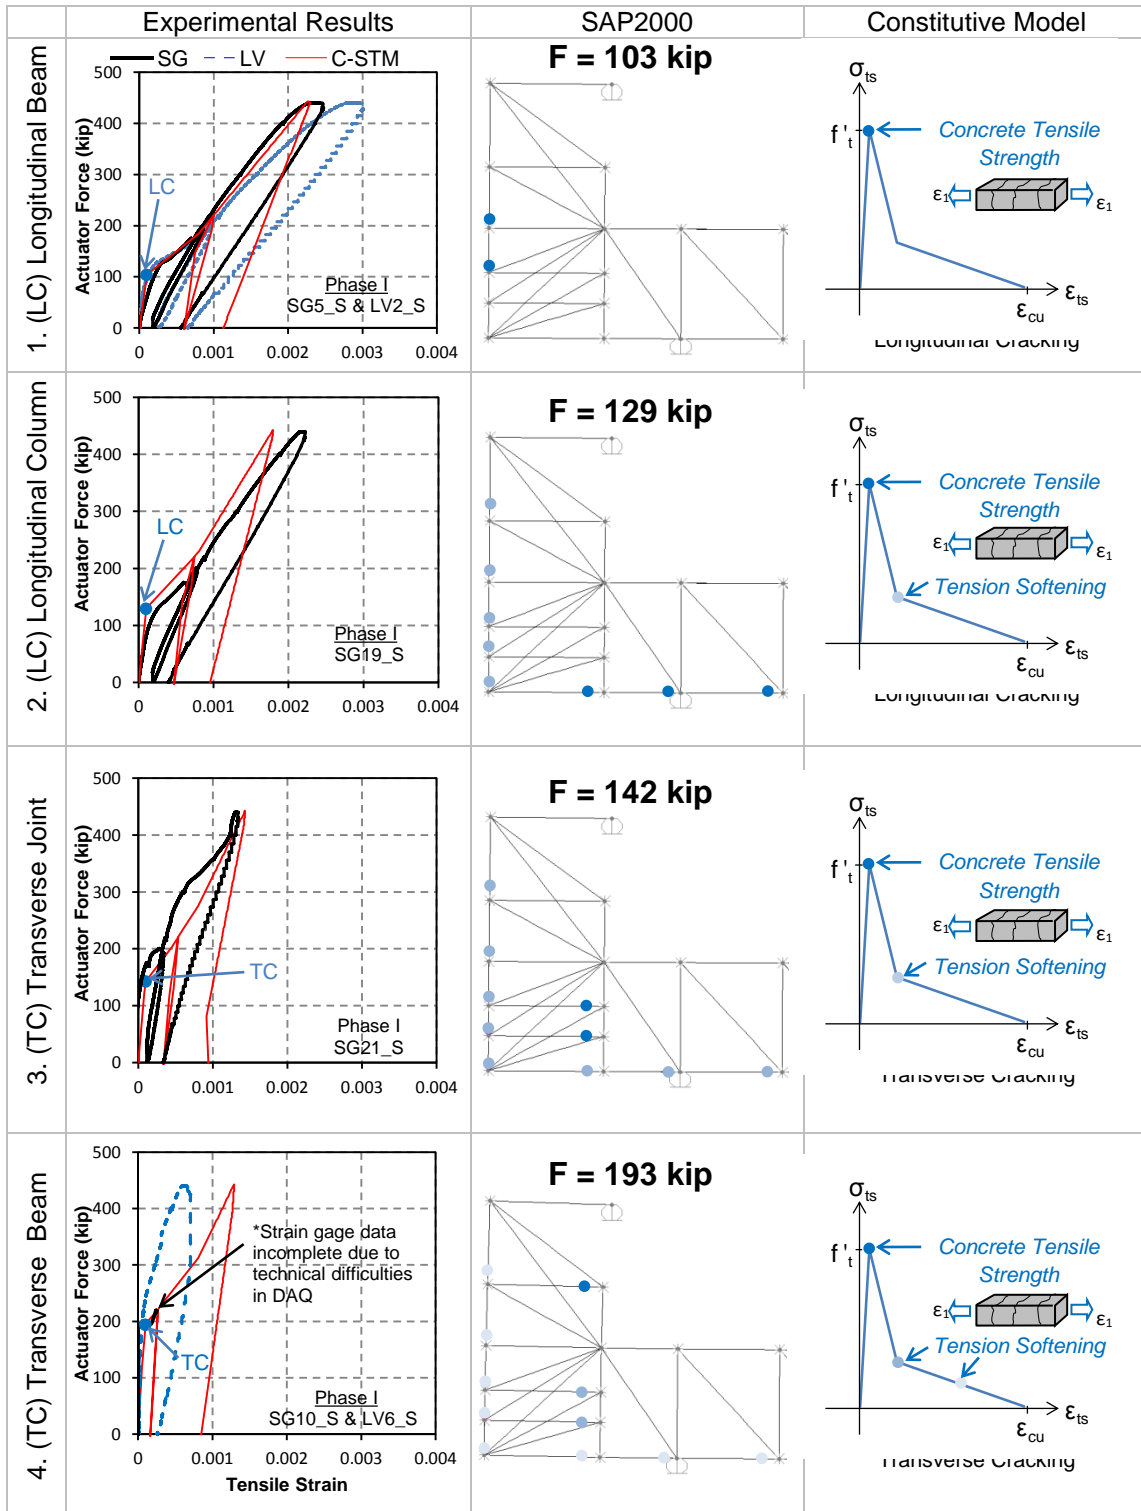 Experimental Results
SAP2000
Constitutive Model
1. (LC) Longitudinal Beam
SG
LV
C-STM
Actuator Force (kip)
500
400
300
200
100
0
0
0.001
0.002
0.003
0.004
LC
Phase I
SG5_S & LV2_S
F = 103 kip
σts
f't
Concrete Tensile
Strength
ε1
ε1
εcu
εts
Longitudinal Cracking
2. (LC) Longitudinal Column
Actuator Force (kip)
500
400
300
200
100
0
0
0.001
0.002
0.003
0.004
LC
Phase I
SG19_S
F = 129 kip
σts
f't
Concrete Tensile
Strength
ε1
ε1
Tension Softening
εcu
εts
Longitudinal Cracking
3. (TC) Transverse Joint
Actuator Force (kip)
500
400
300
200
100
0
0
0.001
0.002
0.003
0.004
TC
Phase I
SG21_S
F = 142 kip
σts
f't
Concrete Tensile
Strength
ε1
ε1
Tension Softening
εcu
εts
Transverse Cracking
4. (TC) Transverse Beam
Actuator Force (kip)
500
400
300
200
100
0
0
0.001
0.002
0.003
0.004
Tensile Strain
*Strain gage data
incomplete due to
technical difficulties
in DAQ
TC
Phase I
SG10_S & LV6_S
F = 193 kip
σts
f't
Concrete Tensile
Strength
ε1
ε1
Tension Softening
εcu
εts
Transverse Cracking